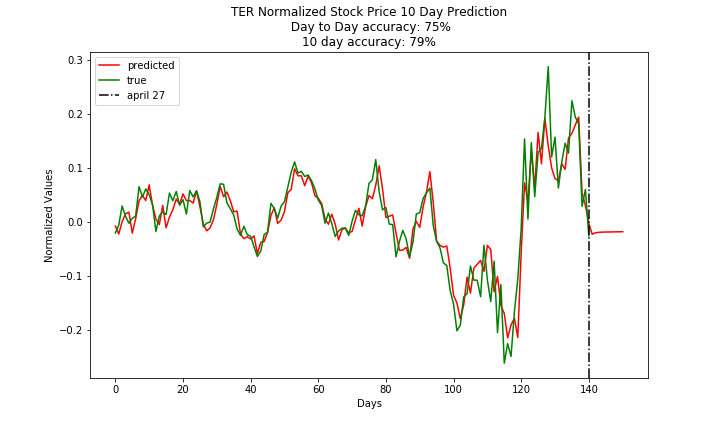 TER Normalized Stock Price 10 Day Prediction
Day to Day accuracy: 75%
10 day accuracy: 79%
predicted
true
april 27
Normalized Values
0.3
0.2
0.1
0.0
−0.1
−0.2
0 20 40 60 80 100 120 140
Days